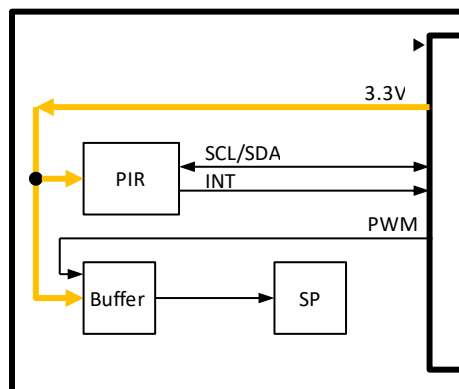 3.3V
SCL/SDA
PIR
INT
PWM
Buffer
SP